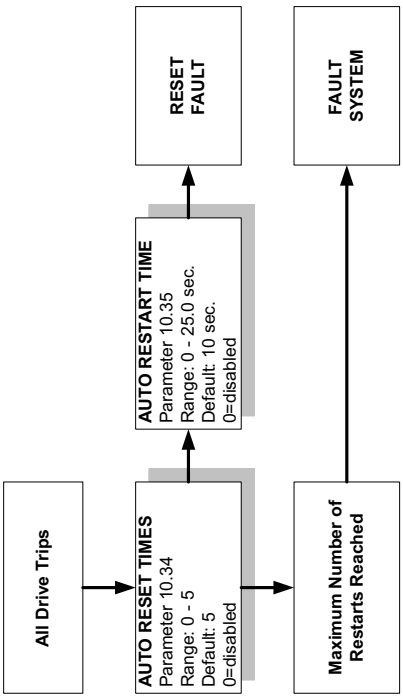 All Drive Trips
AUTO RESET TIMES
Parameter 10.34
Range: 0 - 5
Default: 5
0=disabled
AUTO RESTART TIME
Parameter 10.35
Range: 0 - 25.0 sec.
Default: 10 sec.
0=disabled
RESET
FAULT
Maximum Number of
Restarts Reached
FAULT
SYSTEM